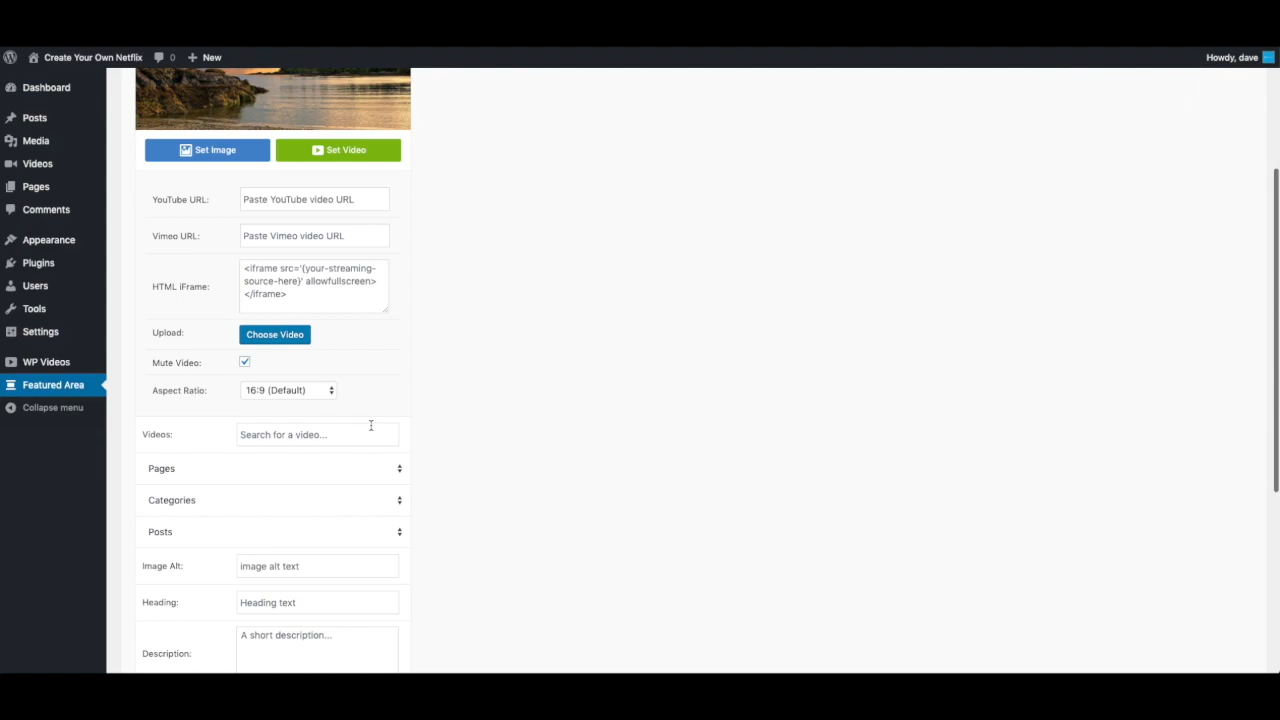 Create Your Own Netflix 0 New Howdy, dave
Dashboard
Posts
Media
Videos
Pages
Comments
Appearance
Plugins
Users
Tools
Settings
WP Videos
Featured Area
Collapse menu
Set Image Set Video
YouTube URL: Paste YouTube video URL
Vimeo URL: Paste Vimeo video URL
HTML iFrame: <iframe src='{your-streaming-
source-here}' allowfullscreen>
</iframe>
Upload: Choose Video
Mute Video:
Aspect Ratio: 16:9 (Default)
Videos: Search for a video...
Pages
Categories
Posts
Image Alt: image alt text
Heading: Heading text
Description: A short description...